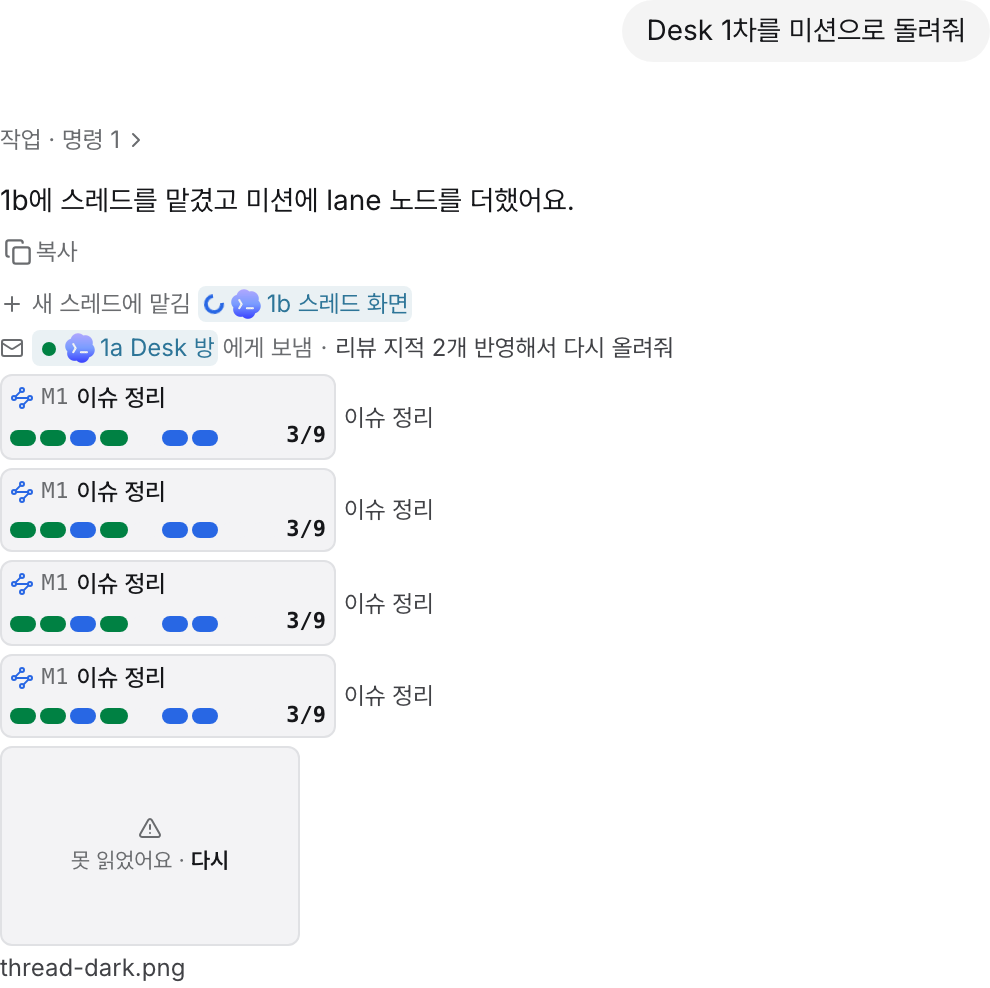 Desk 1차를 미션으로 돌려줘
작업 · 명령 1
1b에 스레드를 맡겼고 미션에 lane 노드를 더했어요.
복사
새 스레드에 맡김 1b 스레드 화면
1a Desk 방 에게 보냄 · 리뷰 지적 2개 반영해서 다시 올려줘
M1 이슈 정리
3/9
이슈 정리
M1 이슈 정리
3/9
이슈 정리
M1 이슈 정리
3/9
이슈 정리
M1 이슈 정리
3/9
이슈 정리
못 읽었어요 · 다시
thread-dark.png